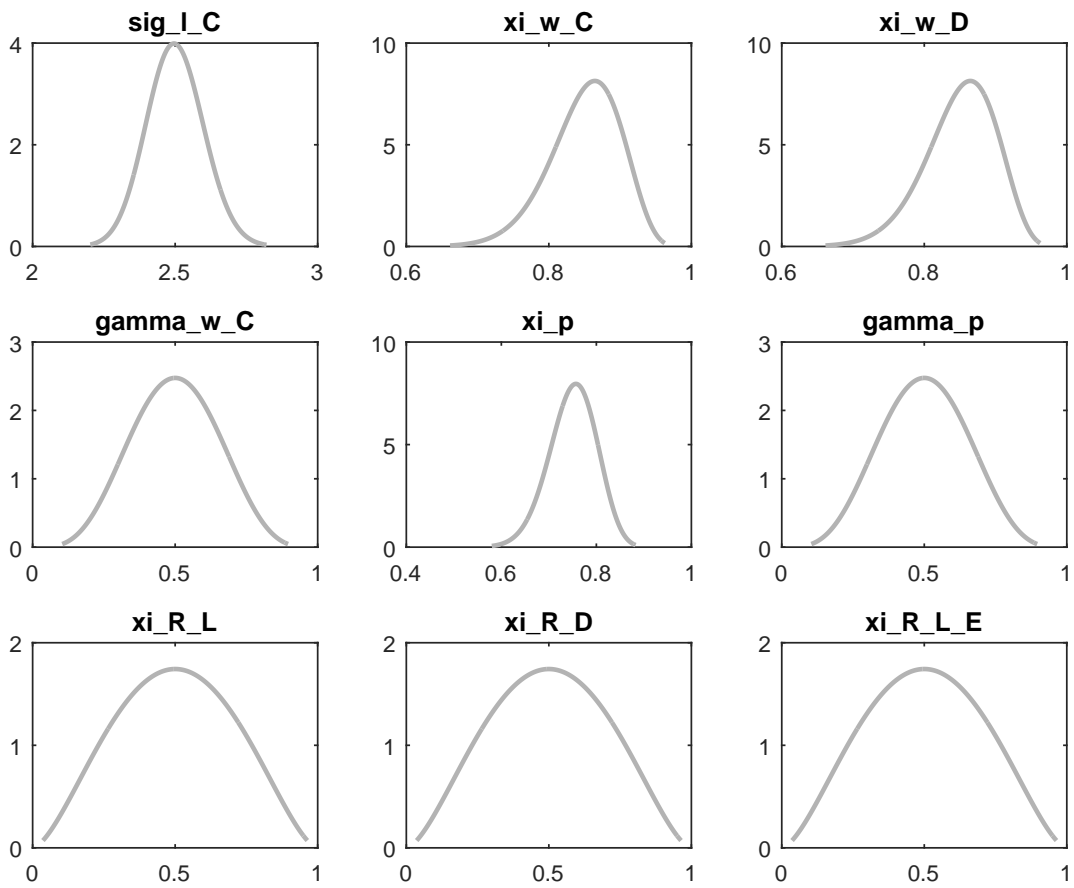 sig_l_C xi_w_C xi_w_D
4 10 10
2 5 5
0 0 0
2 2.5 3 0.6 0.8 1 0.6 0.8 1
gamma_w_C xi_p gamma_p
3 10 3
2 2
5
1 1
0 0 0
0 0.5 1 0.4 0.6 0.8 1 0 0.5 1
xi_R_L xi_R_D xi_R_L_E
2 2 2
1 1 1
0 0 0
0 0.5 1 0 0.5 1 0 0.5 1